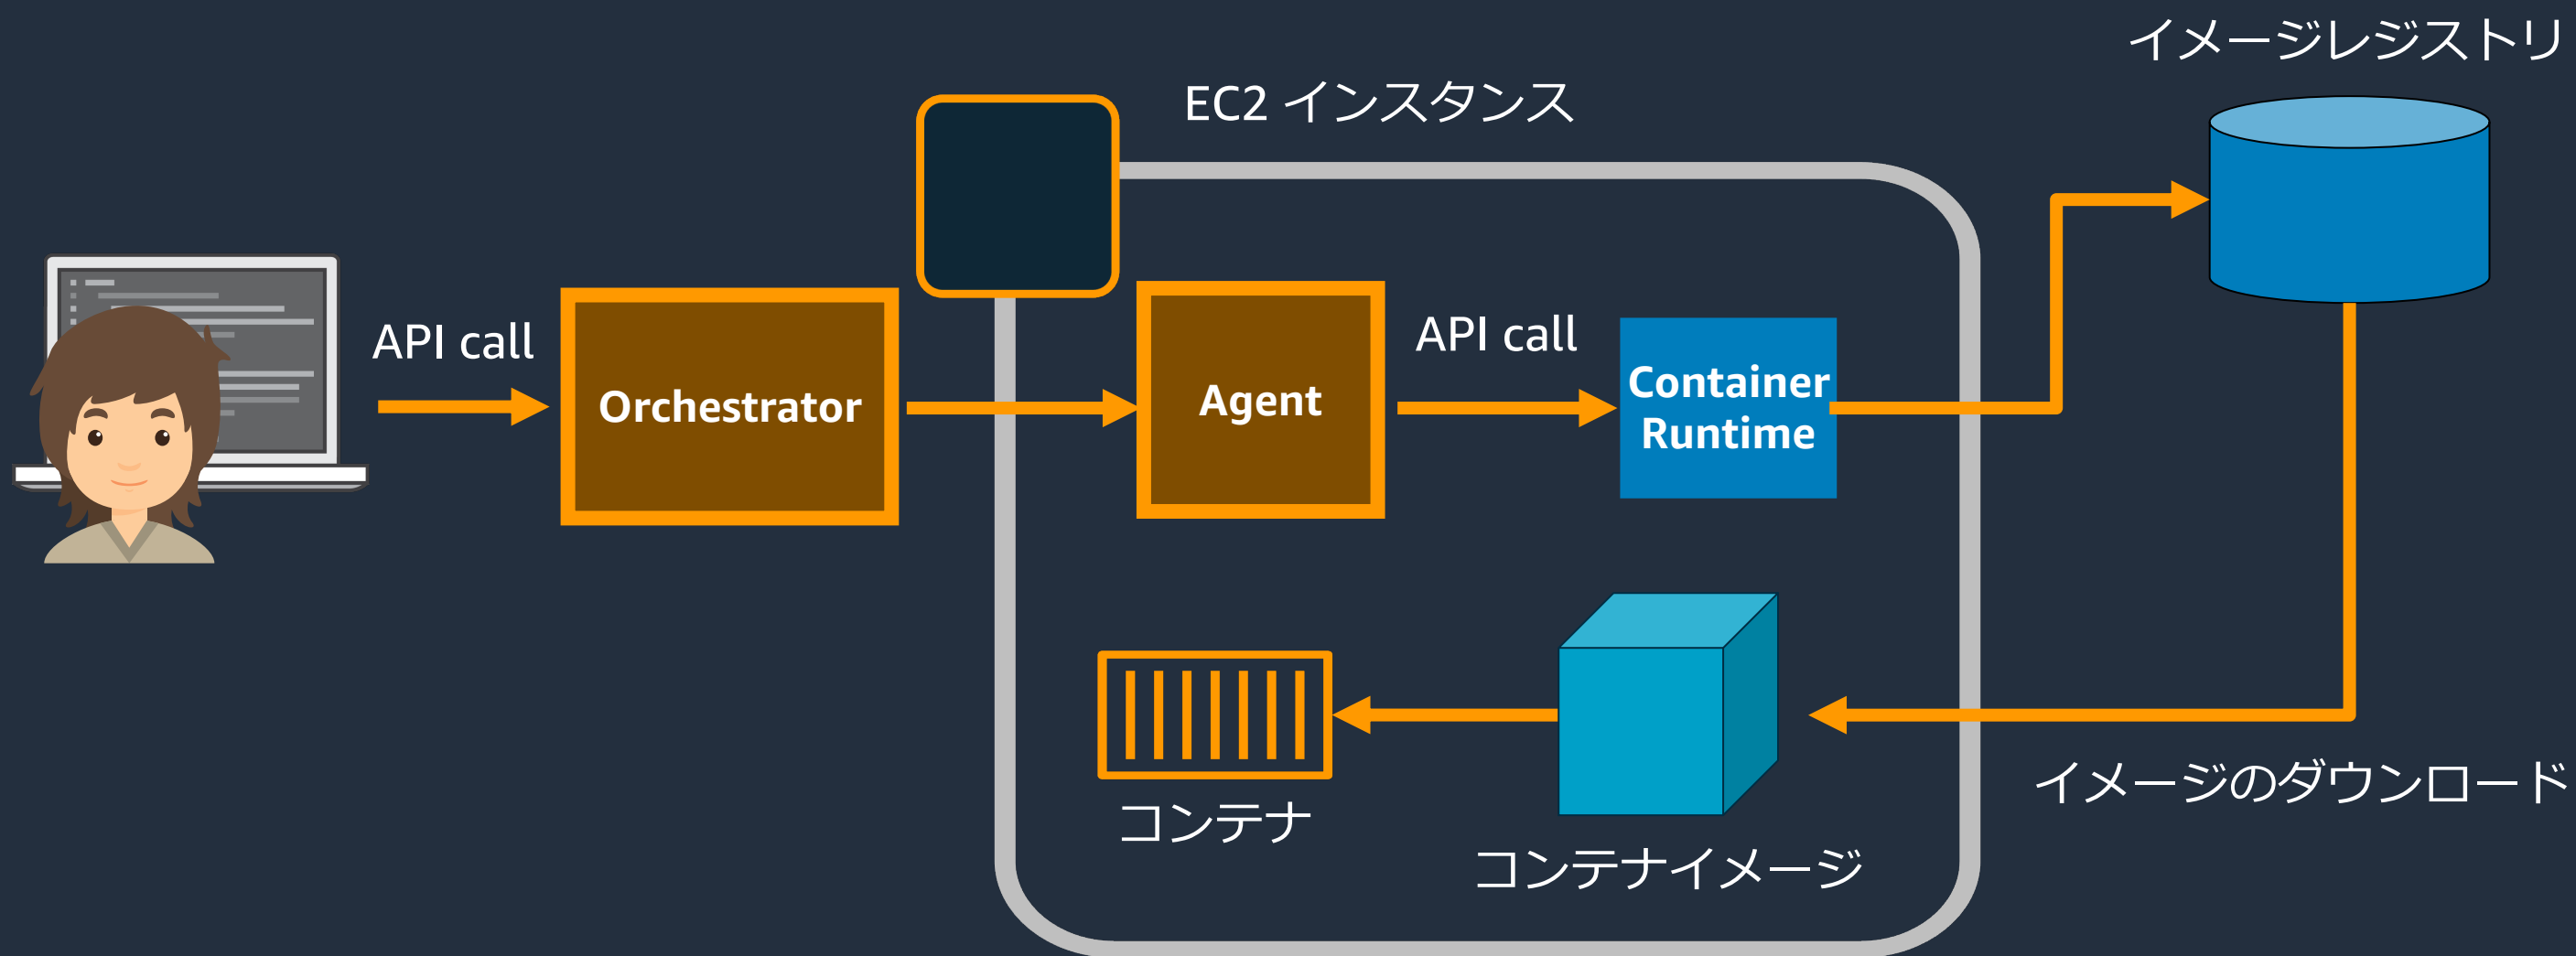 イメージレジストリ
EC2 インスタンス
API call
Orchestrator
Agent
API call
Container
Runtime
コンテナ
コンテナイメージ
イメージのダウンロード